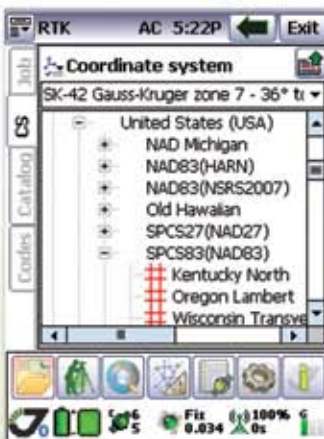 RTK AC 5:22P Exit
Job
CS
Catalog
Codes
Coordinate system
SK-42 Gauss-Kruger zone 7 - 36° t
United States (USA)
NAD Michigan
NAD83(HARN)
NAD83(NSRS2007)
Old Hawaiian
SPCS27(NAD27)
SPCS83(NAD83)
Kentucky North
Oregon Lambert
Wisconsin Transve
6
5
Fix
0.034
100%
0s